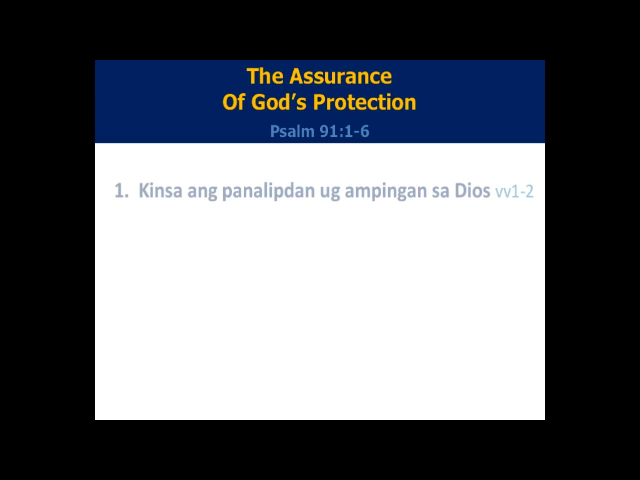 The Assurance
Of God's Protection
Psalm 91:1-6
1. Kinsa ang panalipdan ug ampingan sa Dios vv1-2